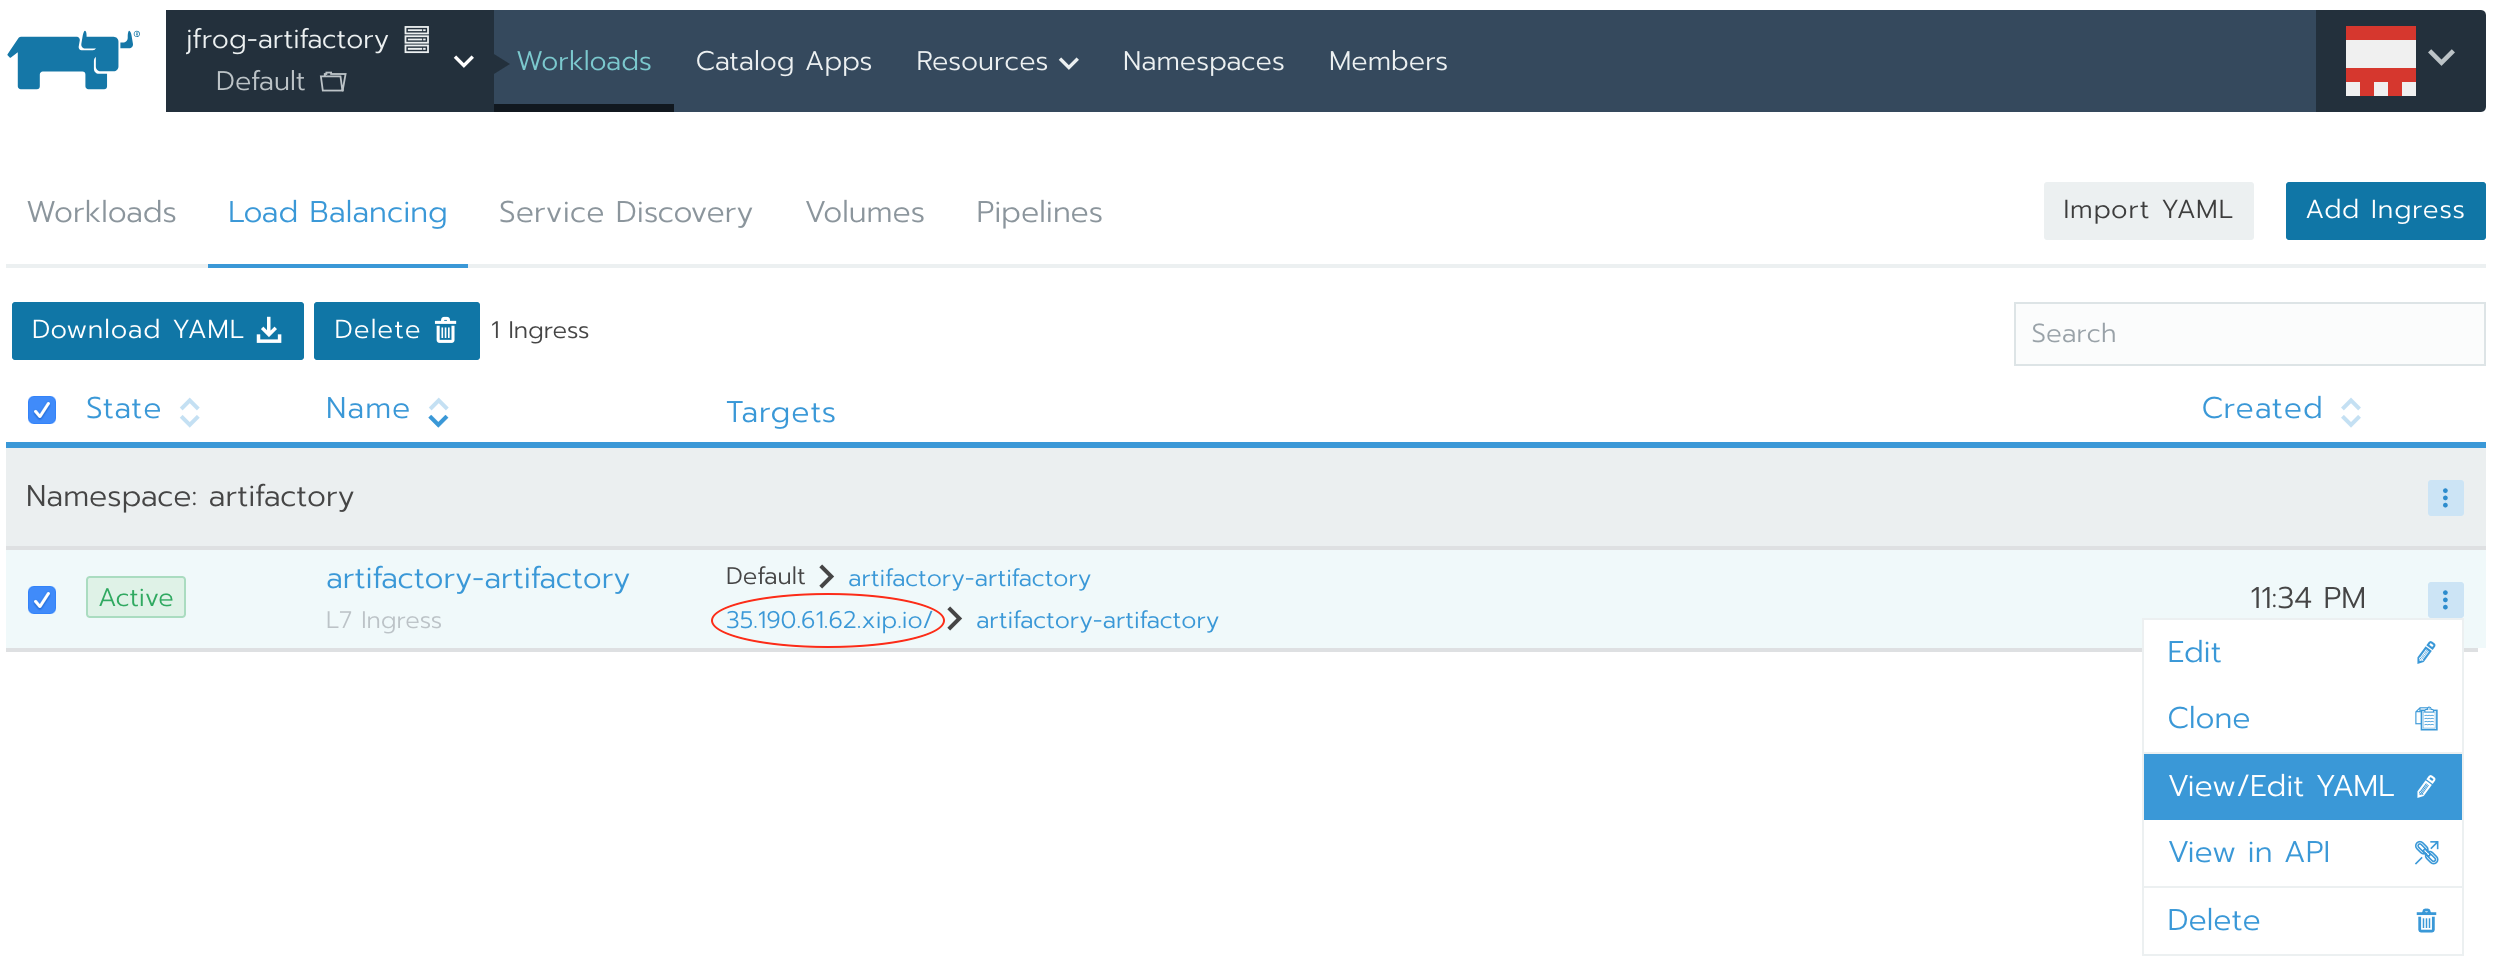 jfrog-artifactory
Default
Workloads Catalog Apps Resources Namespaces Members
Workloads Load Balancing Service Discovery Volumes Pipelines
Import YAML Add Ingress
Download YAML Delete 1 Ingress
Search
State Name Targets Created
Namespace: artifactory
Active artifactory-artifactory
L7 Ingress
Default artifactory-artifactory
35.190.61.62.xip.io/ artifactory-artifactory
11:34 PM
Edit
Clone
View/Edit YAML
View in API
Delete